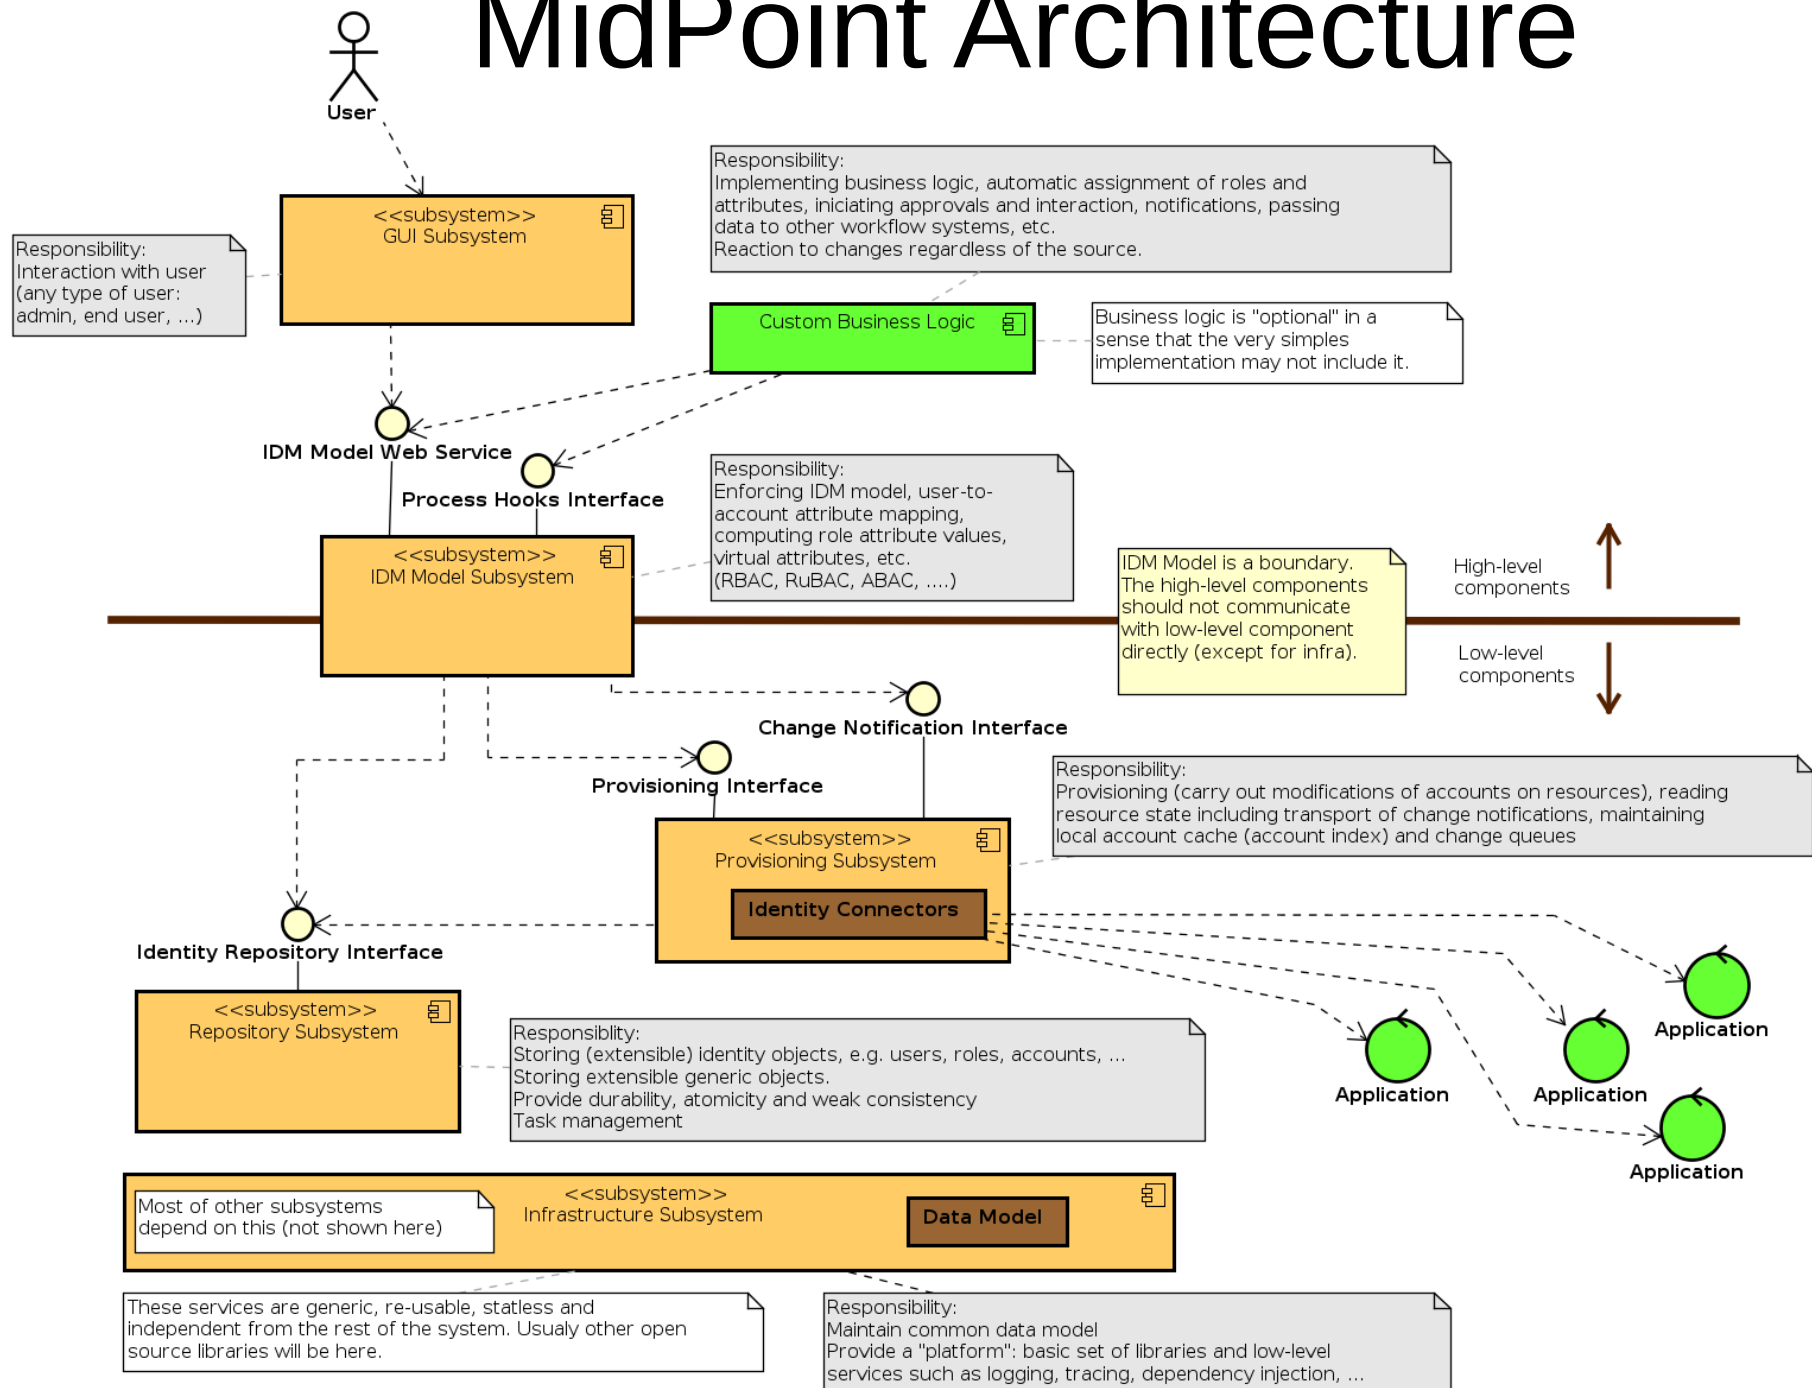 MidPoint Architecture
User
<<subsystem>>
GUI Subsystem
Responsibility:
Interaction with user
(any type of user:
admin, end user, ...)
Responsibility:
Implementing business logic, automatic assignment of roles and
attributes, iniciating approvals and interaction, notifications, passing
data to other workflow systems, etc.
Reaction to changes regardless of the source.
Custom Business Logic
Business logic is "optional" in a
sense that the very simples
implementation may not include it.
IDM Model Web Service
Process Hooks Interface
Responsibility:
Enforcing IDM model, user-to-
account attribute mapping,
computing role attribute values,
virtual attributes, etc.
(RBAC, RuBAC, ABAC, ....)
<<subsystem>>
IDM Model Subsystem
IDM Model is a boundary.
The high-level components
should not communicate
with low-level component
directly (except for infra).
High-level
components
Low-level
components
Change Notification Interface
Provisioning Interface
Responsibility:
Provisioning (carry out modifications of accounts on resources), reading
resource state including transport of change notifications, maintaining
local account cache (account index) and change queues
<<subsystem>>
Provisioning Subsystem
Identity Connectors
Identity Repository Interface
<<subsystem>>
Repository Subsystem
Responsiblity:
Storing (extensible) identity objects, e.g. users, roles, accounts, ...
Storing extensible generic objects.
Provide durability, atomicity and weak consistency
Task management
Application
Application
Application
Application
Most of other subsystems
depend on this (not shown here)
<<subsystem>>
Infrastructure Subsystem
Data Model
These services are generic, re-usable, statless and
independent from the rest of the system. Usualy other open
source libraries will be here.
Responsibility:
Maintain common data model
Provide a "platform": basic set of libraries and low-level
services such as logging, tracing, dependency injection, ...